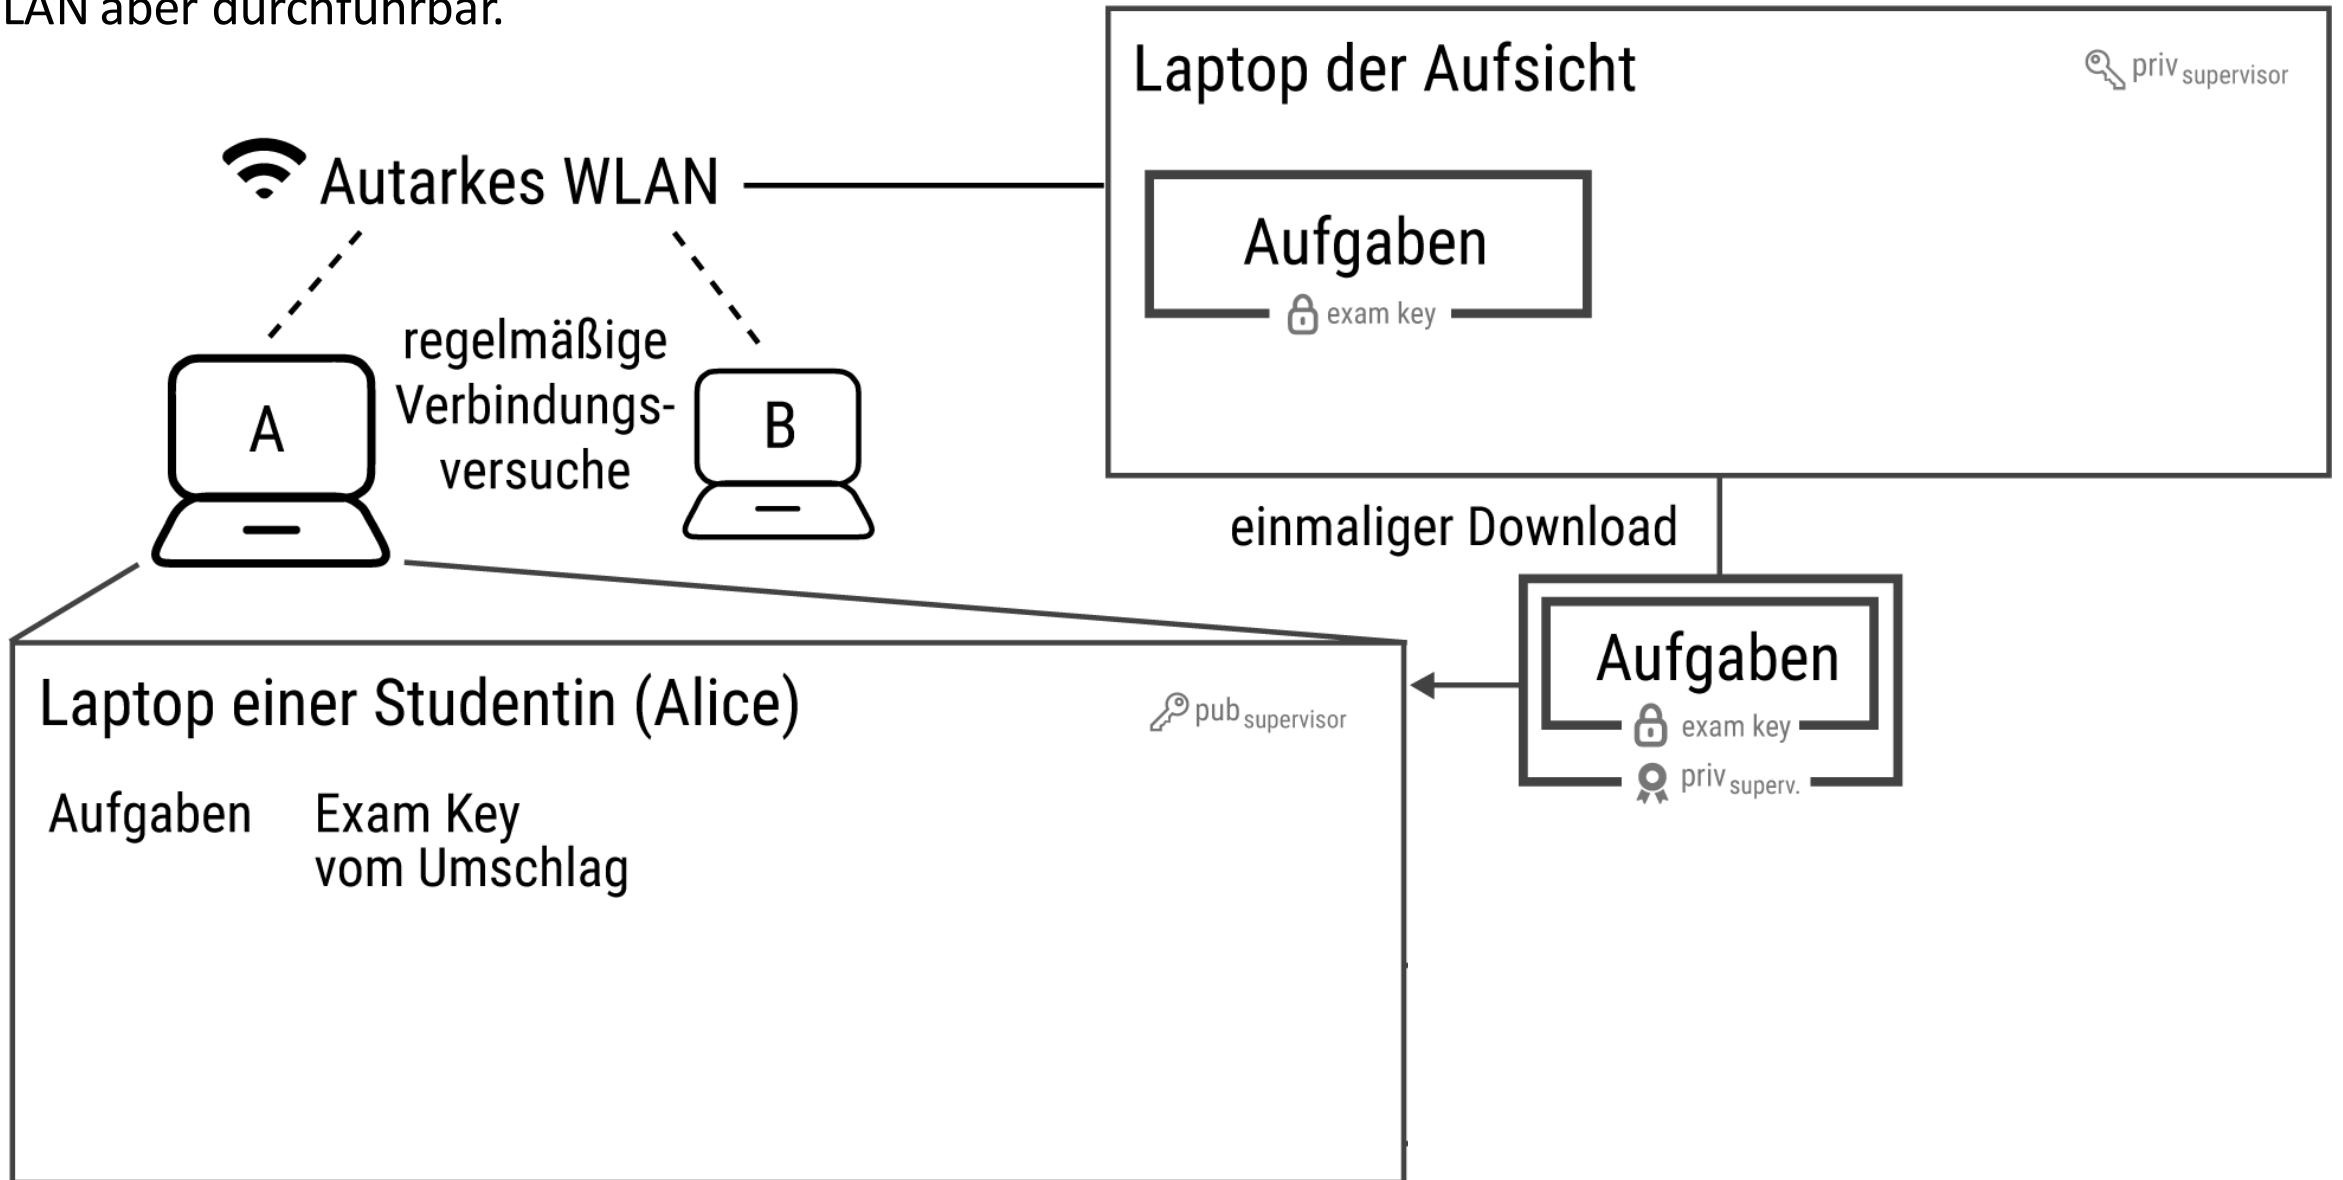 LAN aber durchführbar.
Laptop der Aufsicht
priv supervisor
Autarkes WLAN
Aufgaben
exam key
regelmäßige
Verbindungs-
versuche
A
B
einmaliger Download
Aufgaben
exam key
priv superv.
Laptop einer Studentin (Alice)
pub supervisor
Aufgaben
Exam Key
vom Umschlag